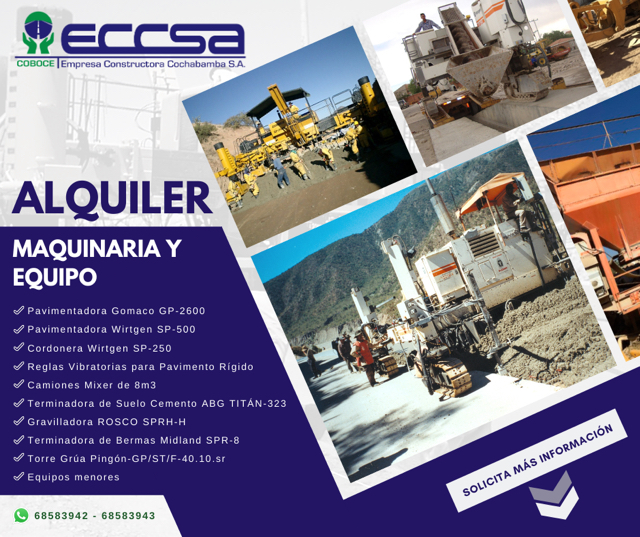 eccsa
COBOCE | Empresa Constructora Cochabamba S.A.
ALQUILER
MAQUINARIA Y
EQUIPO
Pavimentadora Gomaco GP-2600
Pavimentadora Wirtgen SP-500
Cordonera Wirtgen SP-250
Reglas Vibratorias para Pavimento Rígido
Camiones Mixer de 8m3
Terminadora de Suelo Cemento ABG TITÁN-323
Gravilladora ROSCO SPRH-H
Terminadora de Bermas Midland SPR-8
Torre Grúa Pingón-GP/ST/F-40.10.sr
Equipos menores
SOLICITA MÁS INFORMACIÓN
68583942 - 68583943